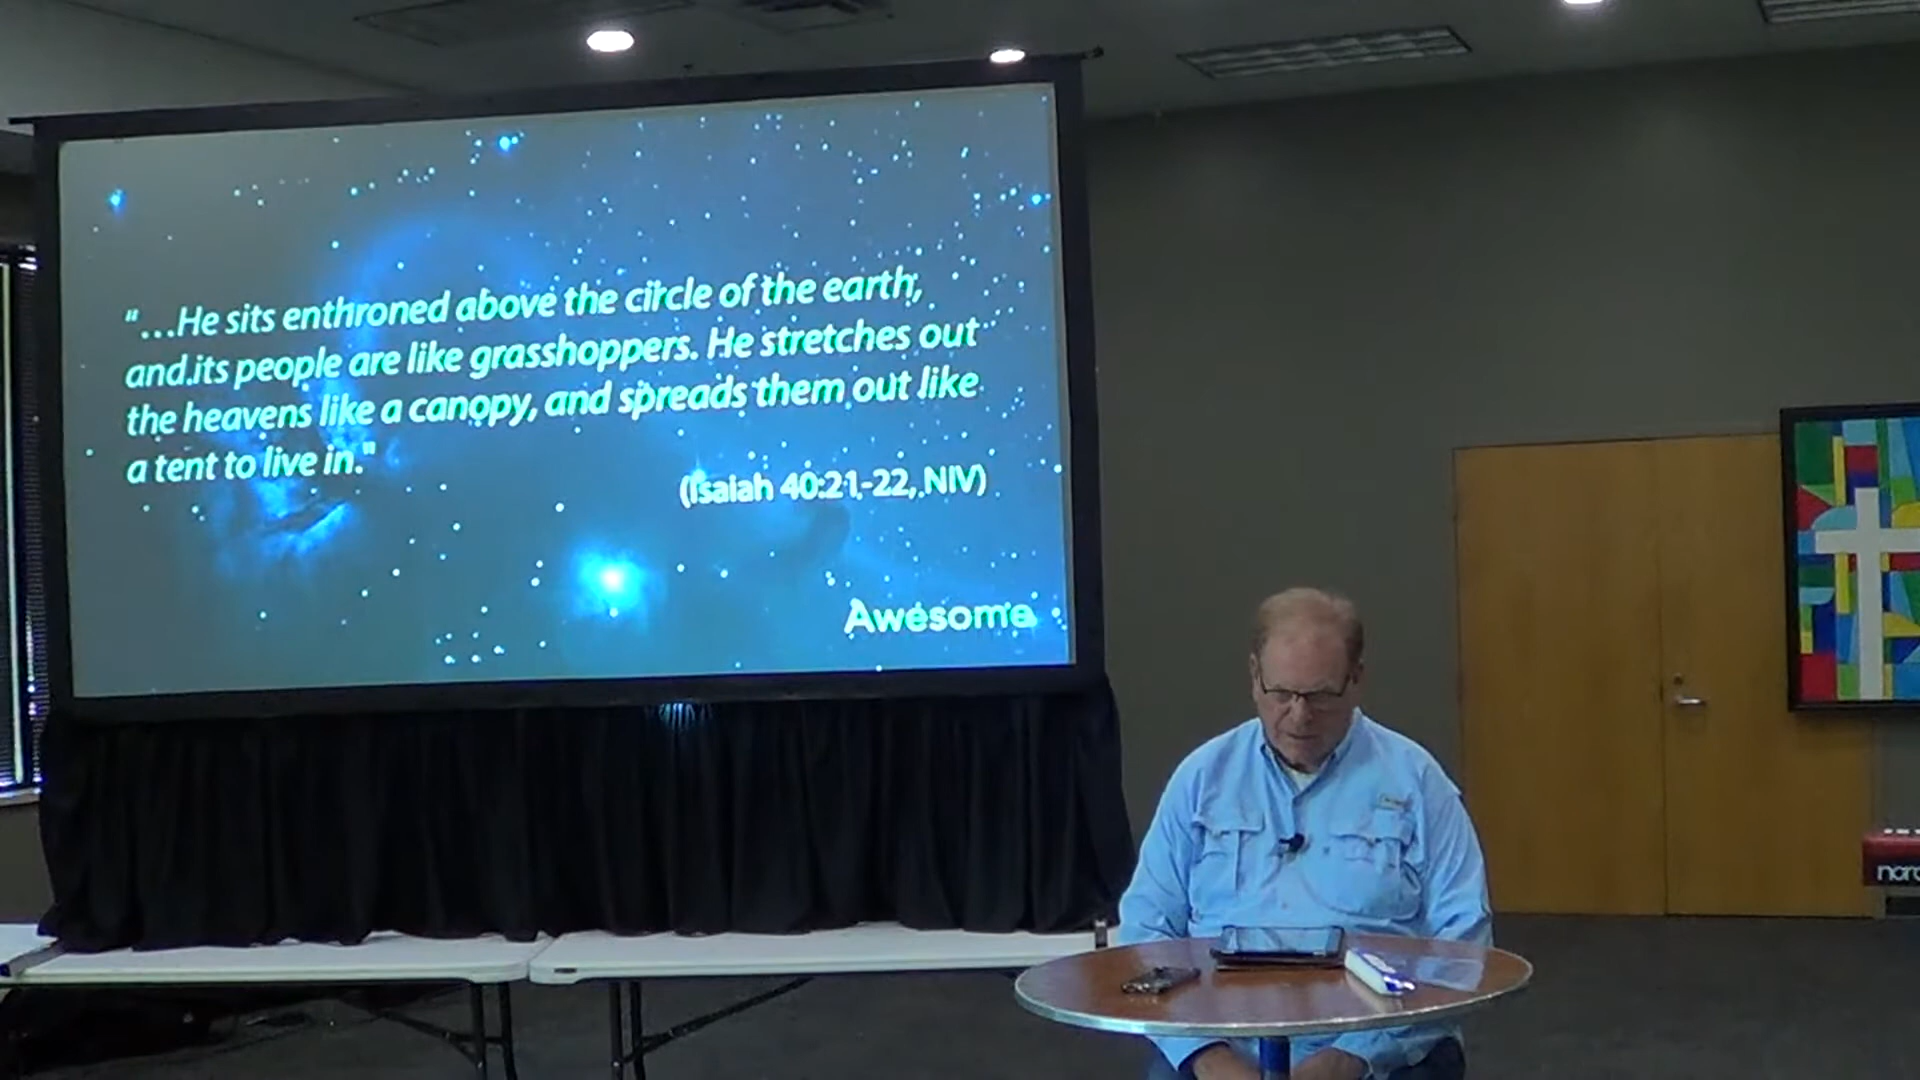 “…He sits enthroned above the circle of the earth,
and its people are like grasshoppers. He stretches out
the heavens like a canopy, and spreads them out like
a tent to live in."
(Isaiah 40:21-22, NIV)
Awesome